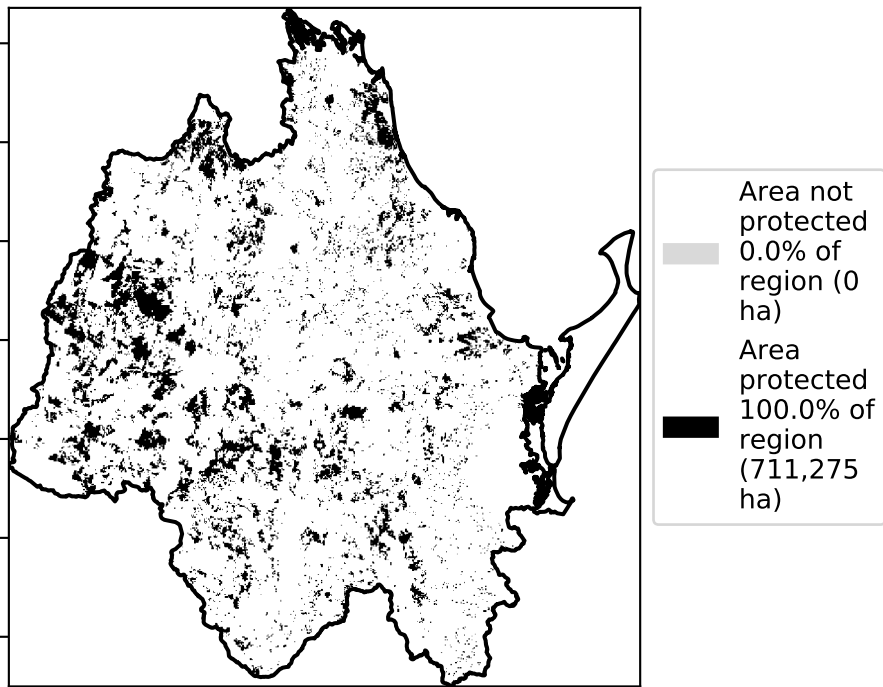 Area not
protected
0.0% of
region (0
ha)
Area
protected
100.0% of
region
(711,275
ha)